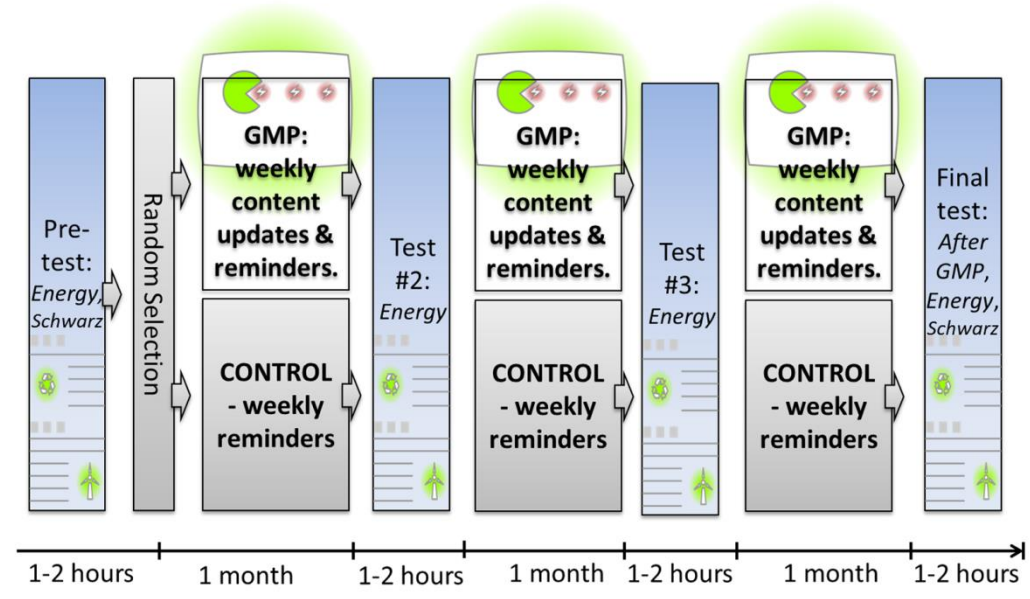 Pre-
test:
Energy,
Schwarz
Random Selection
GMP:
weekly
content
updates &
reminders.
CONTROL
- weekly
reminders
Test
#2:
Energy
GMP:
weekly
content
updates &
reminders.
CONTROL
- weekly
reminders
Test
#3:
Energy
GMP:
weekly
content
updates &
reminders.
CONTROL
- weekly
reminders
Final
test:
After
GMP,
Energy,
Schwarz
1-2 hours
1 month
1-2 hours
1 month
1-2 hours
1 month
1-2 hours